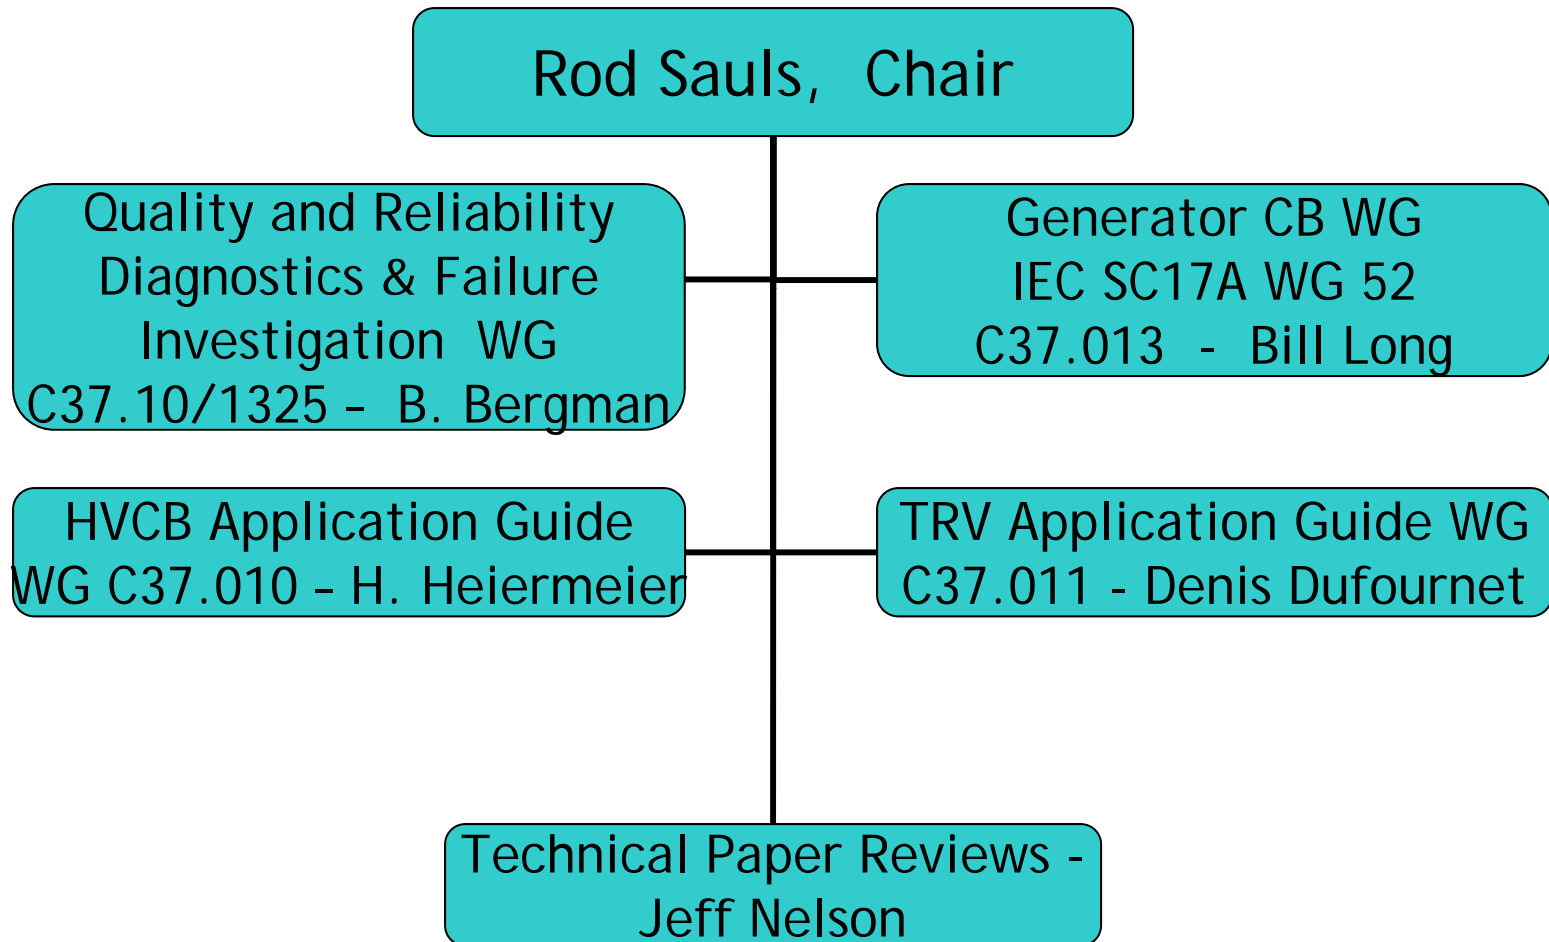 Rod Sauls,  Chair
Quality and Reliability
Diagnostics & Failure
Investigation  WG
C37.10/1325 –  B. Bergman
Generator CB WG
IEC SC17A WG 52
C37.013  -  Bill Long
HVCB Application Guide
WG C37.010 – H. Heiermeier
TRV Application Guide WG
C37.011 - Denis Dufournet
Technical Paper Reviews -
Jeff Nelson